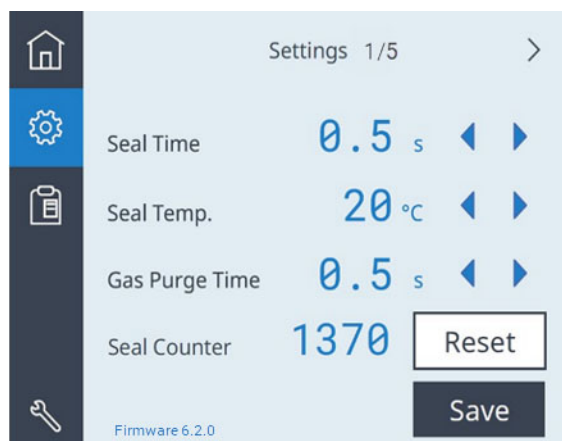 Settings 1/5
Seal Time 0.5 s
Seal Temp. 20 °C
Gas Purge Time 0.5 s
Seal Counter 1370 Reset
Save
Firmware 6.2.0